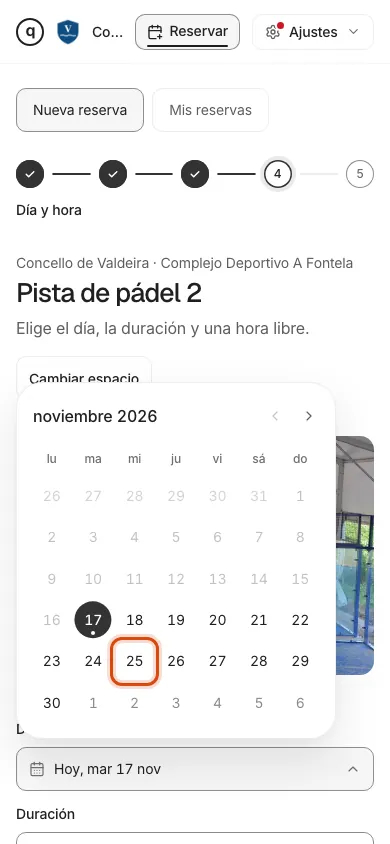 q Co... Reservar Ajustes
Nueva reserva Mis reservas
4 5
Día y hora
Concello de Valdeira · Complejo Deportivo A Fontela
Pista de pádel 2
Elige el día, la duración y una hora libre.
Cambiar espacio
noviembre 2026
lu ma mi ju vi sá do
26 27 28 29 30 31 1
2 3 4 5 6 7 8
9 10 11 12 13 14 15
16 17 18 19 20 21 22
23 24 25 26 27 28 29
30 1 2 3 4 5 6
Hoy, mar 17 nov
Duración